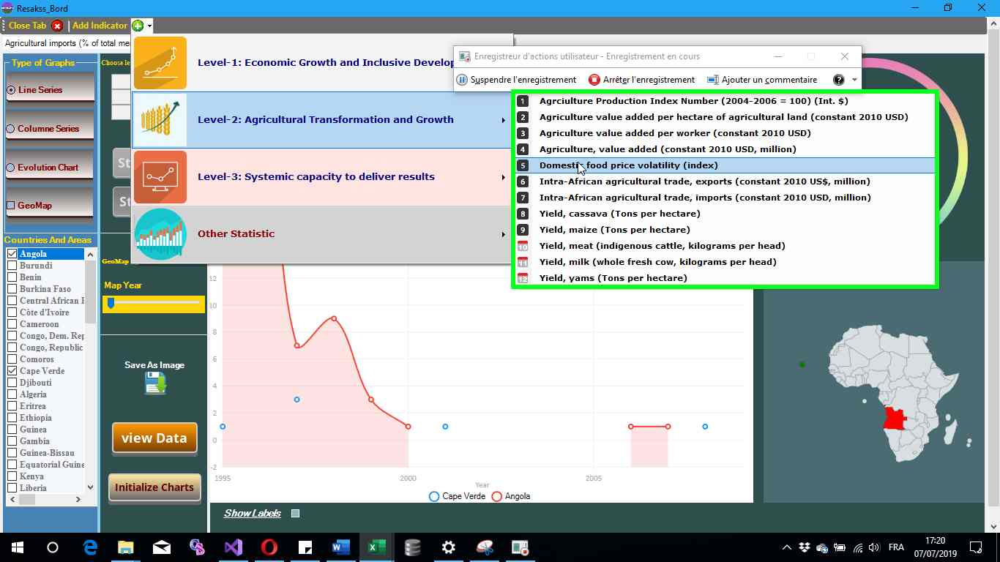 Resakss_Bord
Close Tab
Add Indicator
Agricultural imports (% of total me
Type of Graphs
Line Series
Columne Series
Evolution Chart
GeoMap
Level-1: Economic Growth and Inclusive Develop
Level-2: Agricultural Transformation and Growth
Level-3: Systemic capacity to deliver results
Other Statistic
Enregistreur d'actions utilisateur - Enregistrement en cours
Suspendre l'enregistrement
Arrêter l'enregistrement
Ajouter un commentaire
1 Agrciulture Production Index Number (2004-2006 = 100) (Int. $)
2 Agriculture value added per hectare of agricultural land (constant 2010 USD)
3 Agriculture value added per worker (constant 2010 USD)
4 Agriculture, value added (constant 2010 USD, million)
5 Domestic food price volatility (index)
6 Intra-African agricultural trade, exports (constant 2010 US$, million)
7 Intra-African agricultural trade, imports (constant 2010 USD, million)
8 Yield, cassava (Tons per hectare)
9 Yield, maize (Tons per hectare)
10 Yield, meat (indigenous cattle, kilograms per head)
11 Yield, milk (whole fresh cow, kilograms per head)
12 Yield, yams (Tons per hectare)
Choose le
St
St
Countries And Areas
Angola
Burundi
Benin
Burkina Faso
Central African
Côte d'Ivoire
Cameroon
Congo, Dem. Rep
Congo, Republic
Comoros
Cape Verde
Djibouti
Algeria
Eritrea
Ethiopia
Guinea
Gambia
Guinea-Bissau
Equatorial Guine
Kenya
Liberia
GeoMap
Map Year
Save As Image
view Data
Initialize Charts
12
10
8
6
4
2
0
-2
1995
2000
2005
Year
Cape Verde
Angola
Show Labels
FRA
17:20
07/07/2019